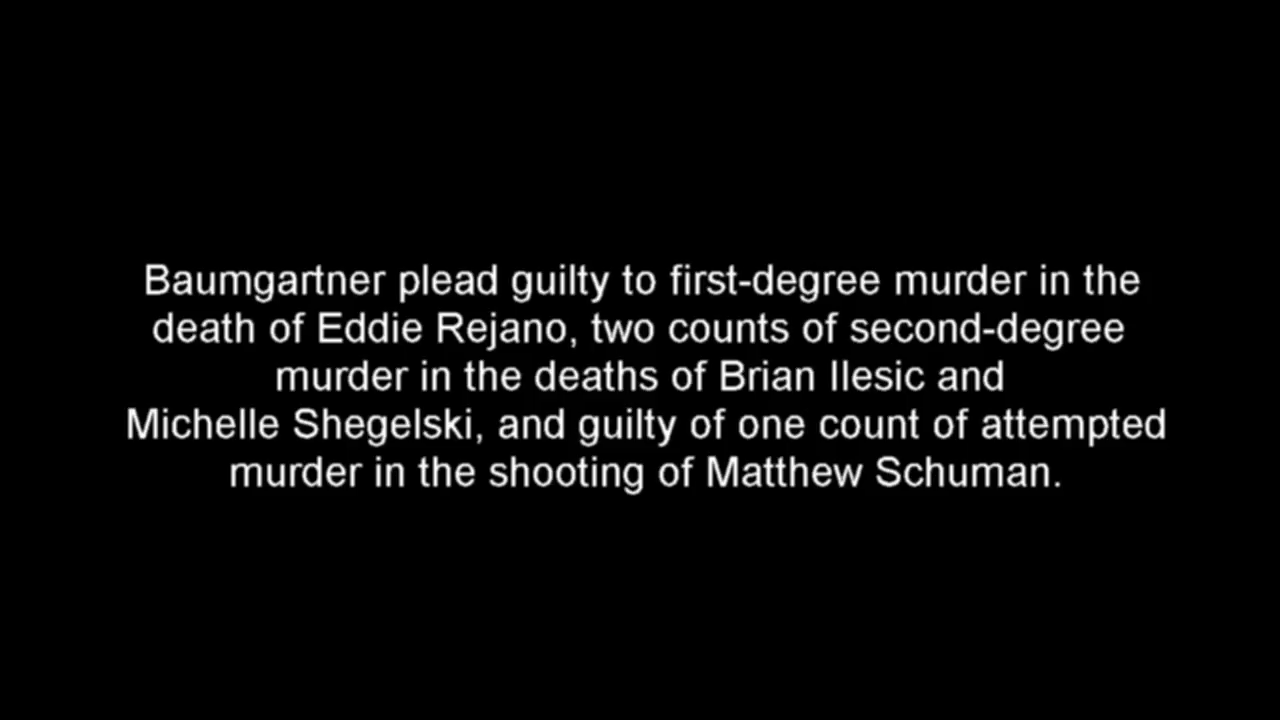 Baumgartner plead guilty to first-degree murder in the
death of Eddie Rejano, two counts of second-degree
murder in the deaths of Brian Ilesic and
Michelle Shegelski, and guilty of one count of attempted
murder in the shooting of Matthew Schuman.